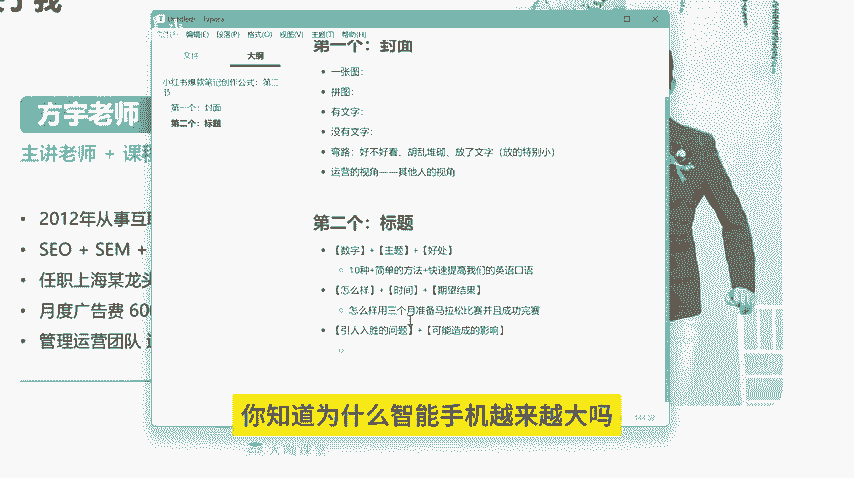 方宇老师
主讲老师 + 课程
2012年从事互联
SEO + SEM +
任职上海某龙头
月度广告费 600
管理运营团队
编辑(E) 段落(P) 格式(O) 视图(V) 主题(T) 帮助(H)
文件 大纲
小红书爆款笔记创作公式：第二
节
第一个：封面
第二个：标题
第一个：封面
一张图：
拼图：
有文字：
没有文字：
弯路：好不好看、胡乱堆砌、放了文字（放的特别小）
运营的视角——其他人的视角
第二个：标题
【数字】+【主题】+【好处】
10种+简单的方法+快速提高我们的英语口语
【怎么样】+【时间】+【期望结果】
怎么样用三个月准备马拉松比赛并且成功完赛
【引人入胜的问题】+【可能造成的影响】
你知道为什么智能手机越来越大吗